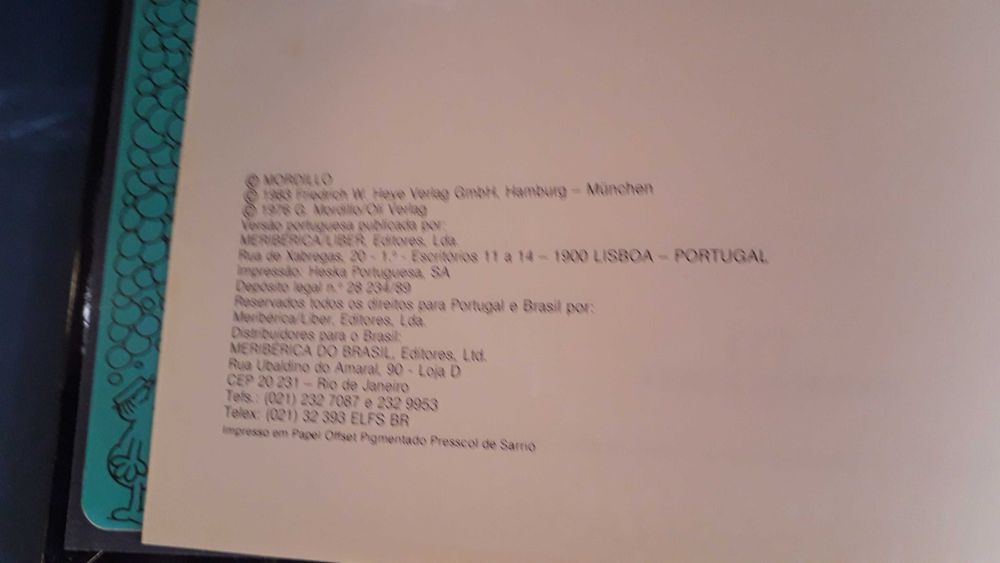 © MORDILLO
© 1983 Friedrich W. Heye Verlag GmbH, Hamburg – München
© 1976 G. Mordillo/Oli Verlag
Versão portuguesa publicada por:
MERIBÉRICA/LIBER, Editores, Lda.
Rua de Xabregas, 20 - 1.º - Escritórios 11 a 14 – 1900 LISBOA – PORTUGAL
Impressão: Heska Portuguesa, SA
Depósito legal n.º 28 234/89
Reservados todos os direitos para Portugal e Brasil por:
Meribérica/Liber, Editores, Lda.
Distribuidores para o Brasil:
MERIBÉRICA DO BRASIL, Editores, Ltd.
Rua Ubaldino do Amaral, 90 - Loja D
CEP 20 231 – Rio de Janeiro
Tefs.: (021) 232 7087 e 232 9953
Telex: (021) 32 393 ELFS BR
Impresso em Papel Offset Pigmentado Presscol de Sarrió